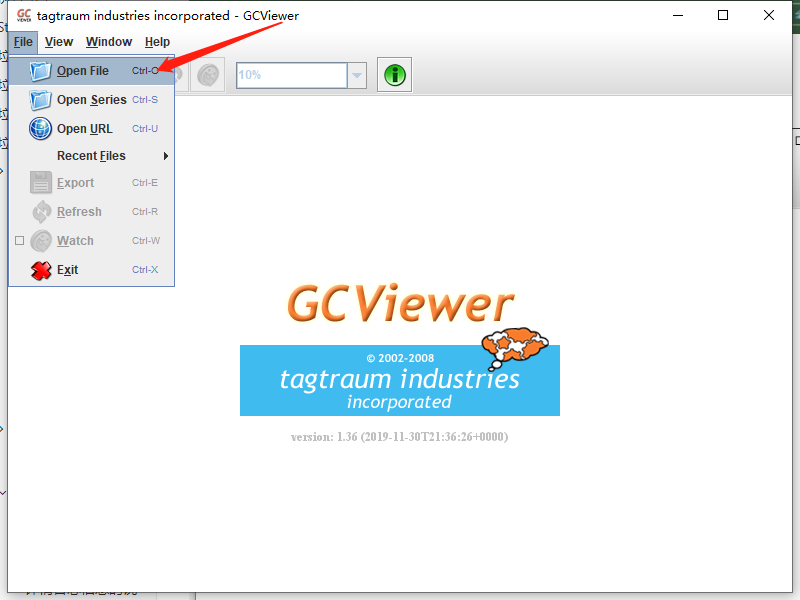 GC VIEWER tagtraum industries incorporated - GCViewer
File View Window Help
Open File Ctrl-O
10%
Open Series Ctrl-S
Open URL Ctrl-U
Recent Files
Export Ctrl-E
Refresh Ctrl-R
Watch Ctrl-W
Exit Ctrl-X
GCViewer
© 2002-2008
tagtraum industries
incorporated
version: 1.36 (2019-11-30T21:36:26+0000)